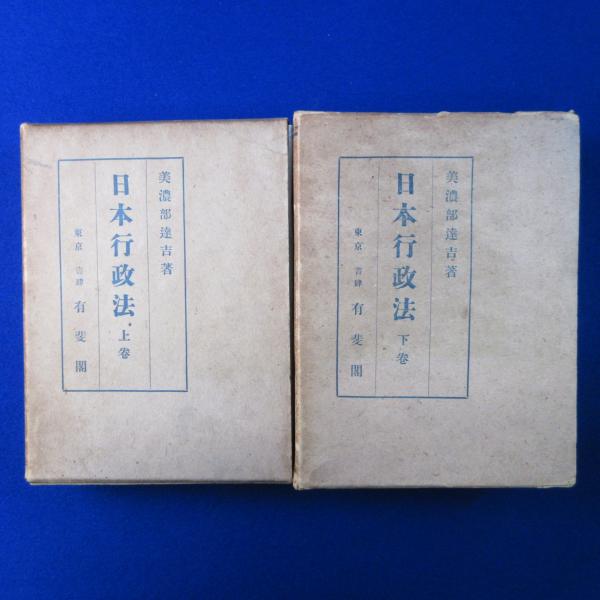 美濃部達吉著
日本行政法 上卷
東京 書肆 有斐閣
美濃部達吉著
日本行政法 下卷
東京 書肆 有斐閣